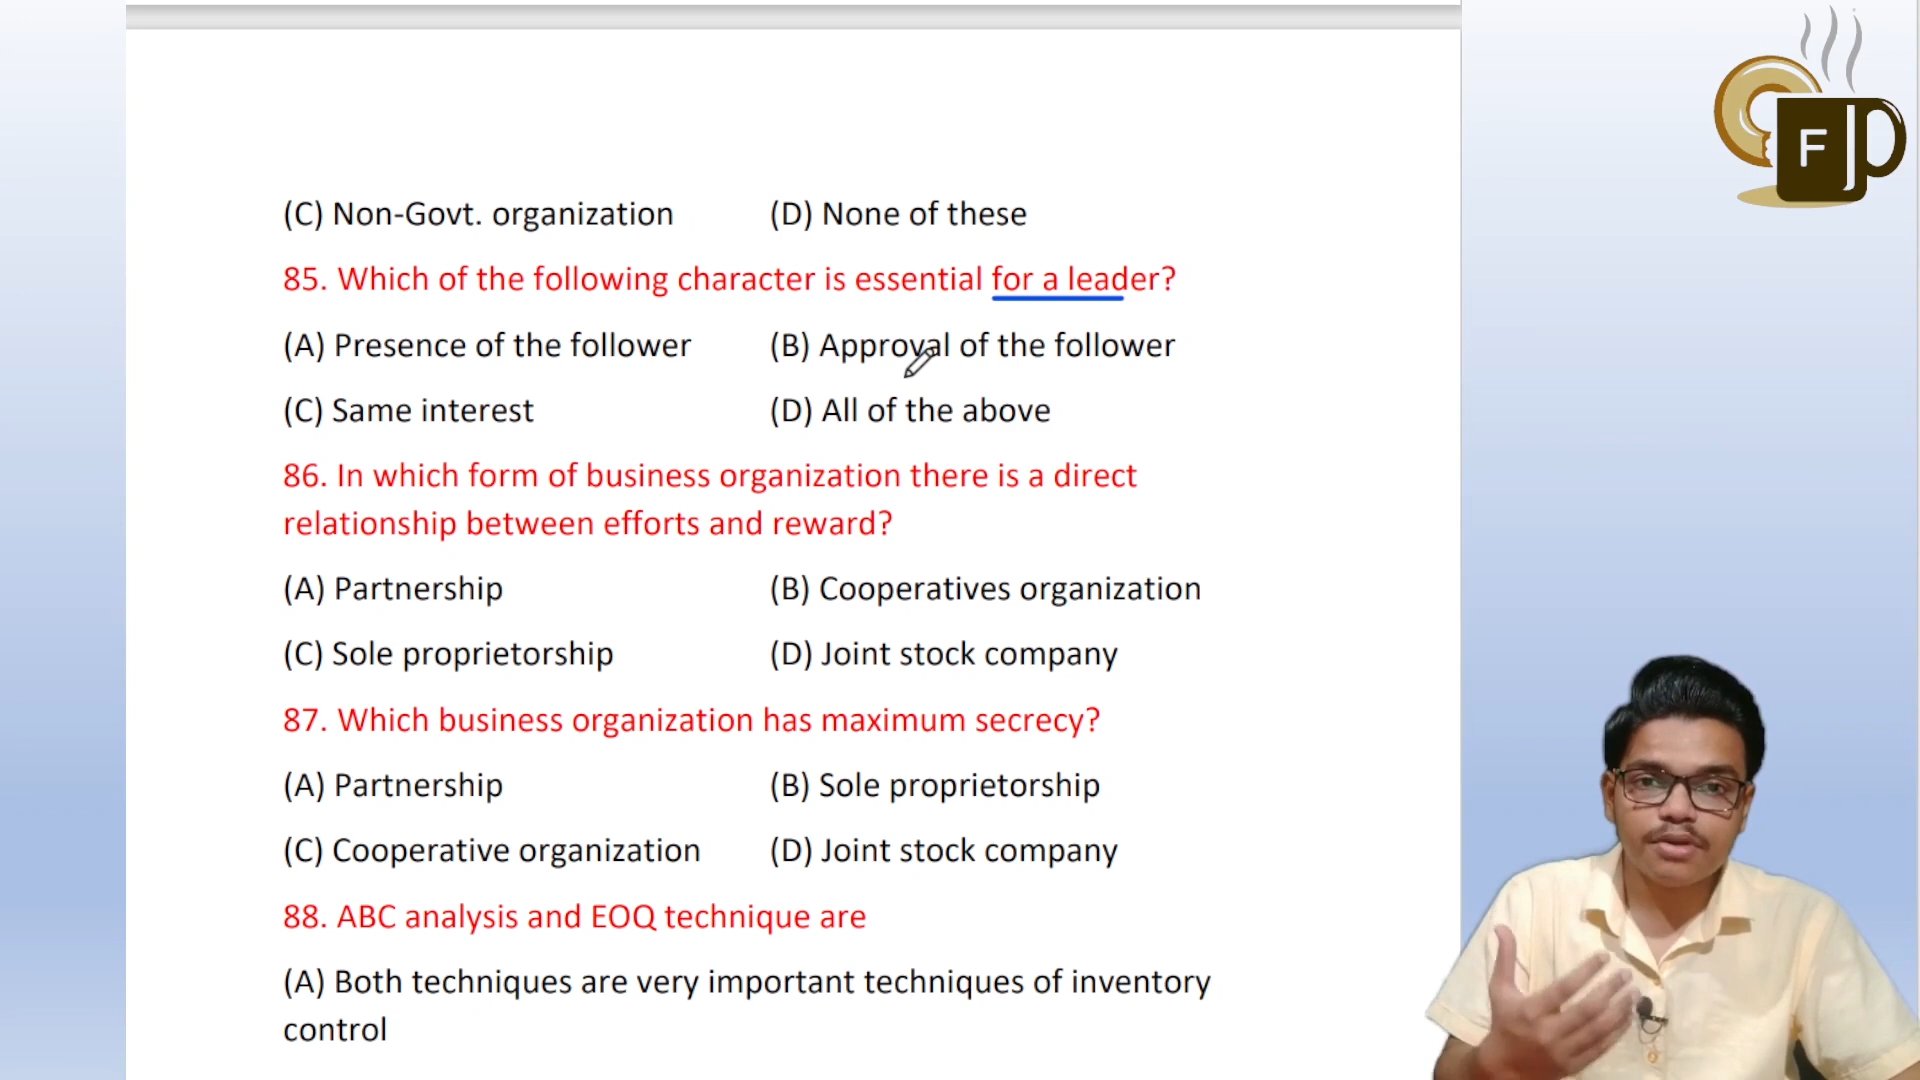 (C) Non-Govt. organization (D) None of these
85. Which of the following character is essential for a leader?
(A) Presence of the follower (B) Approval of the follower
(C) Same interest (D) All of the above
86. In which form of business organization there is a direct
relationship between efforts and reward?
(A) Partnership (B) Cooperatives organization
(C) Sole proprietorship (D) Joint stock company
87. Which business organization has maximum secrecy?
(A) Partnership (B) Sole proprietorship
(C) Cooperative organization (D) Joint stock company
88. ABC analysis and EOQ technique are
(A) Both techniques are very important techniques of inventory
control
F